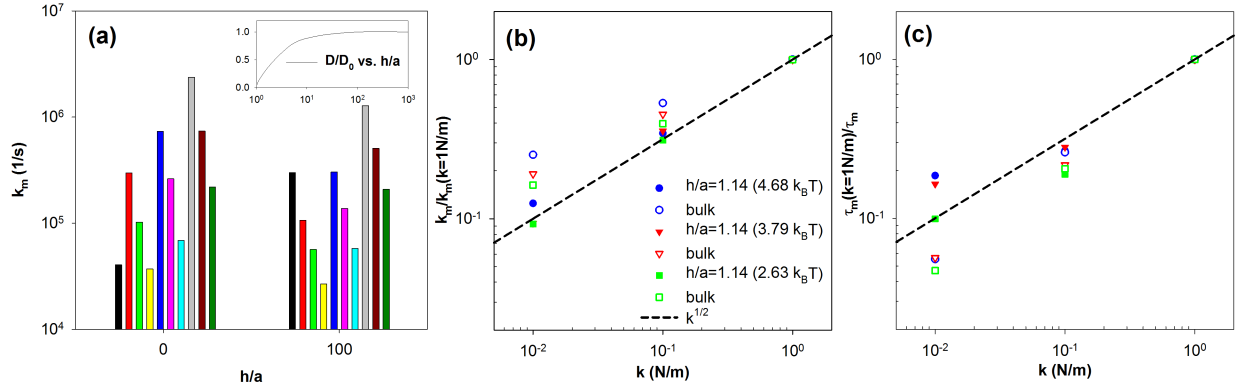 (a)
10^7
10^6
10^5
10^4
k_m (1/s)
0
100
h/a
1.0
0.5
0.0
D/D_0 vs. h/a
10^0
10^1
10^2
10^3
(b)
10^0
10^-1
k_m/k_m(k=1N/m)
h/a=1.14 (4.68 k_BT)
bulk
h/a=1.14 (3.79 k_BT)
bulk
h/a=1.14 (2.63 k_BT)
bulk
k^1/2
10^-2
10^-1
10^0
k (N/m)
(c)
10^0
10^-1
τ_m(k=1N/m)/τ_m
10^-2
10^-1
10^0
k (N/m)